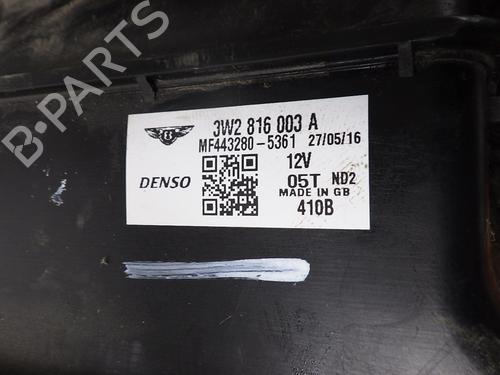 B-PARTS
3W2 816 003 A
MF443280-5361 27/05/16
12V
DENSO
05T ND2
MADE IN GB
410B